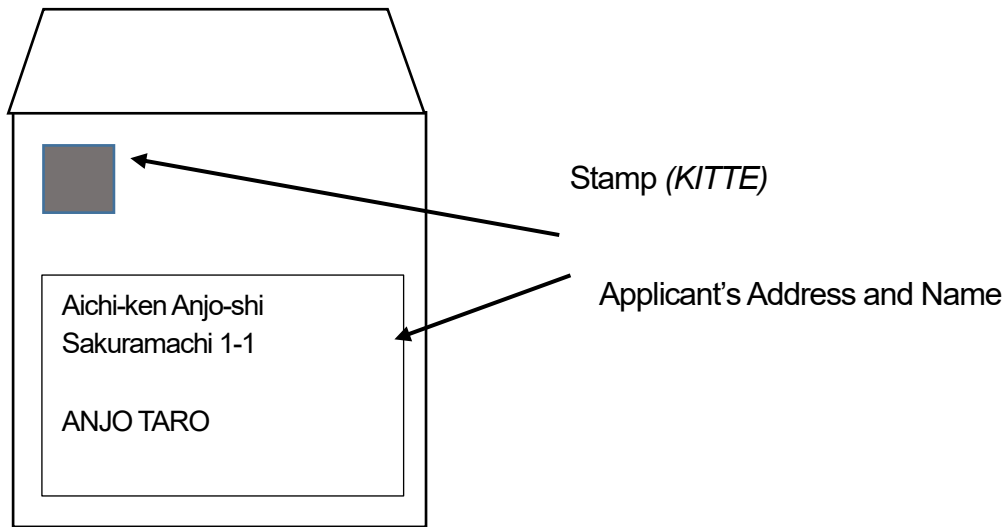 Stamp (KITTE)
Applicant's Address and Name
Aichi-ken Anjo-shi
Sakuramachi 1-1
ANJO TARO